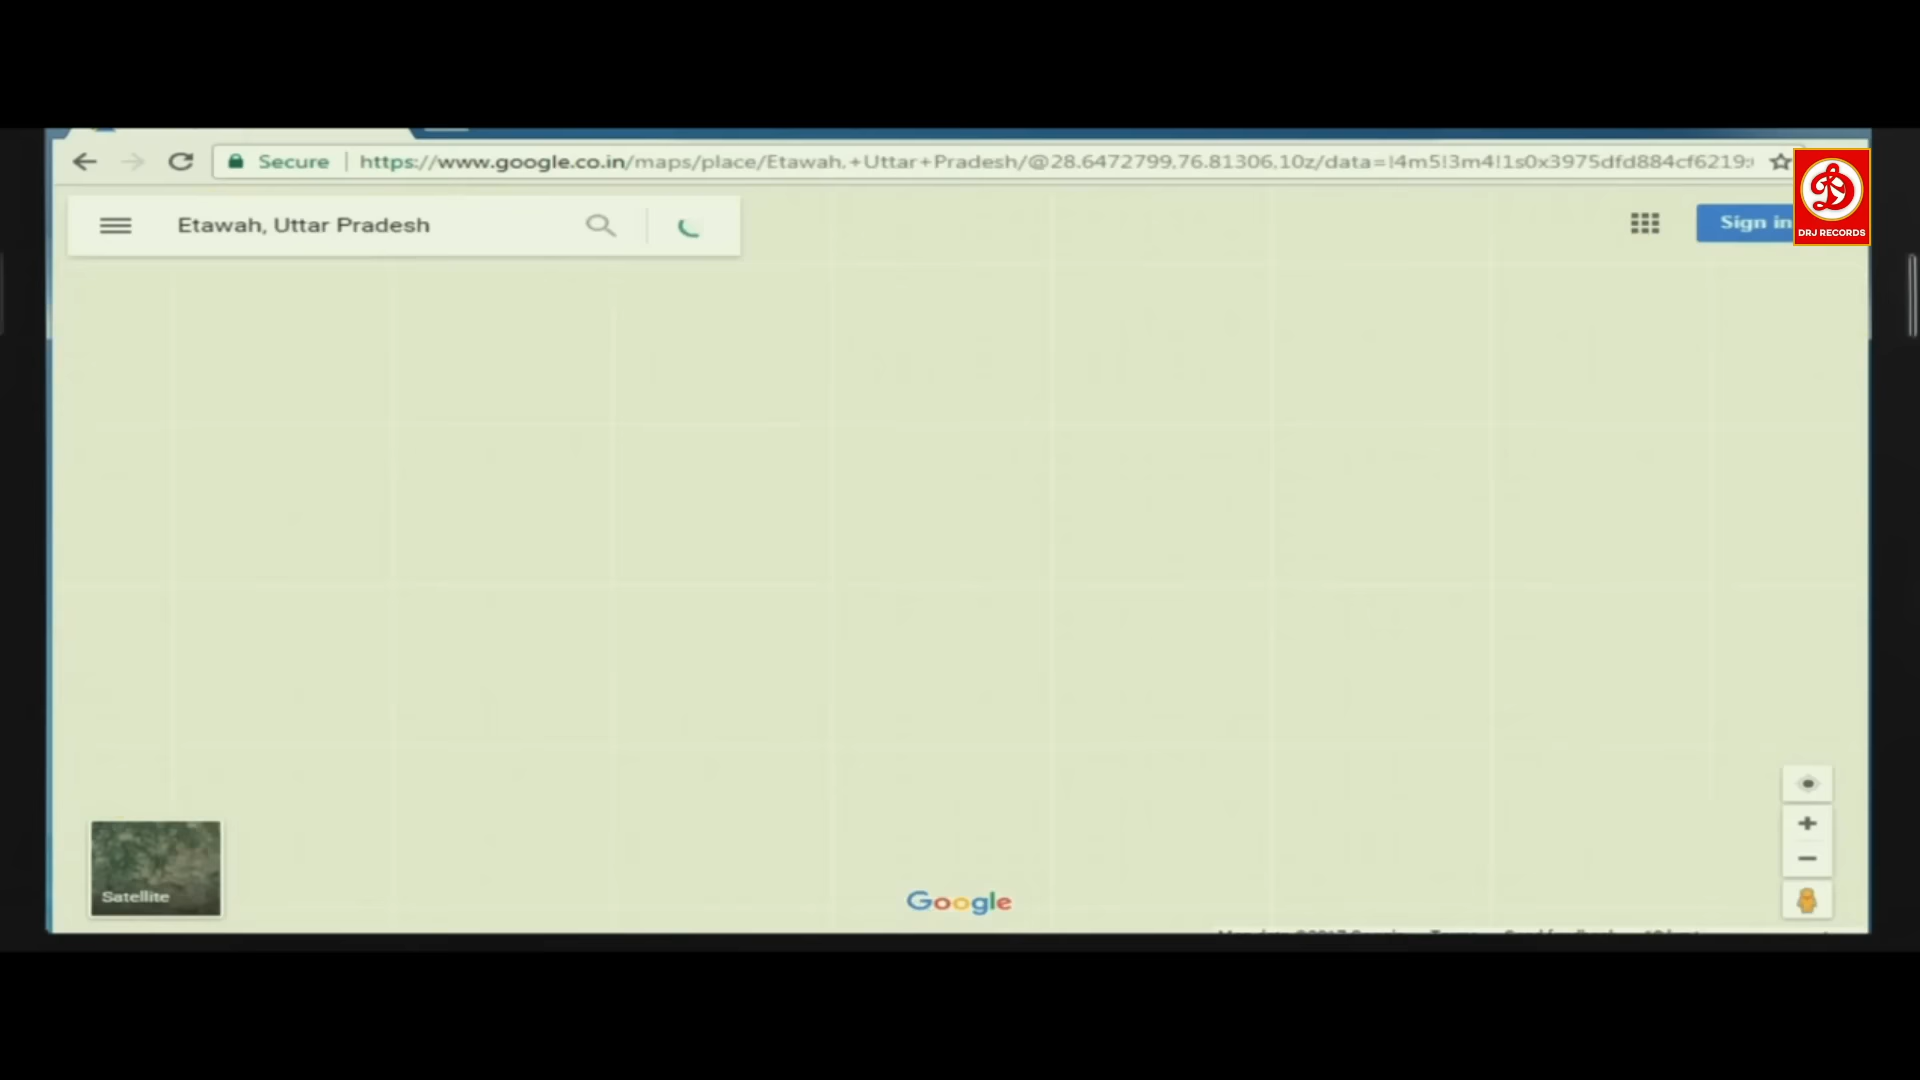 Secure
https://www.google.co.in/maps/place/Etawah,+Uttar+Pradesh/@28.6472799,76.81306,10z/data=!4m5!3m4!1s0x3975dfd884cf6219:
Etawah, Uttar Pradesh
Sign in
DRJ RECORDS
Satellite
Google